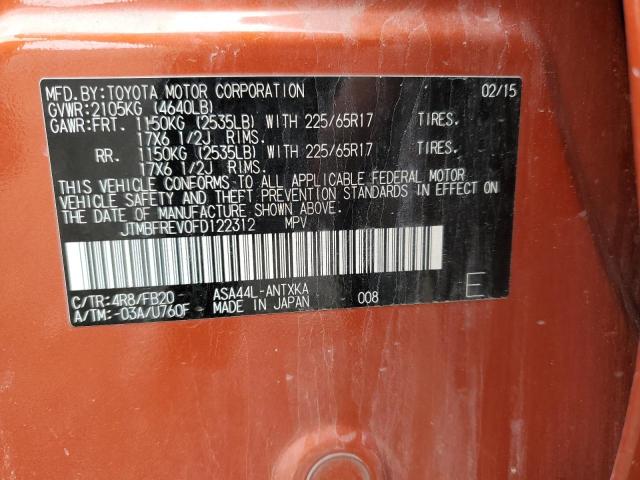 MFD.BY:TOYOTA MOTOR CORPORATION 02/15
GVWR:2105KG (4640LB)
GAWR:FRT. 1150KG (2535LB) WITH 225/65R17 TIRES.
17X6 1/2J RIMS.
RR. 1150KG (2535LB) WITH 225/65R17 TIRES.
17X6 1/2J RIMS.
THIS VEHICLE CONFORMS TO ALL APPLICABLE FEDERAL MOTOR
VEHICLE SAFETY AND THEFT PREVENTION STANDARDS IN EFFECT ON
THE DATE OF MANUFACTURE SHOWN ABOVE.
JTMBFREV0FD122312 MPV
C/TR:4R8/FB20 ASA44L-ANTXKA
A/TM:-03A/U760F MADE IN JAPAN 008 E